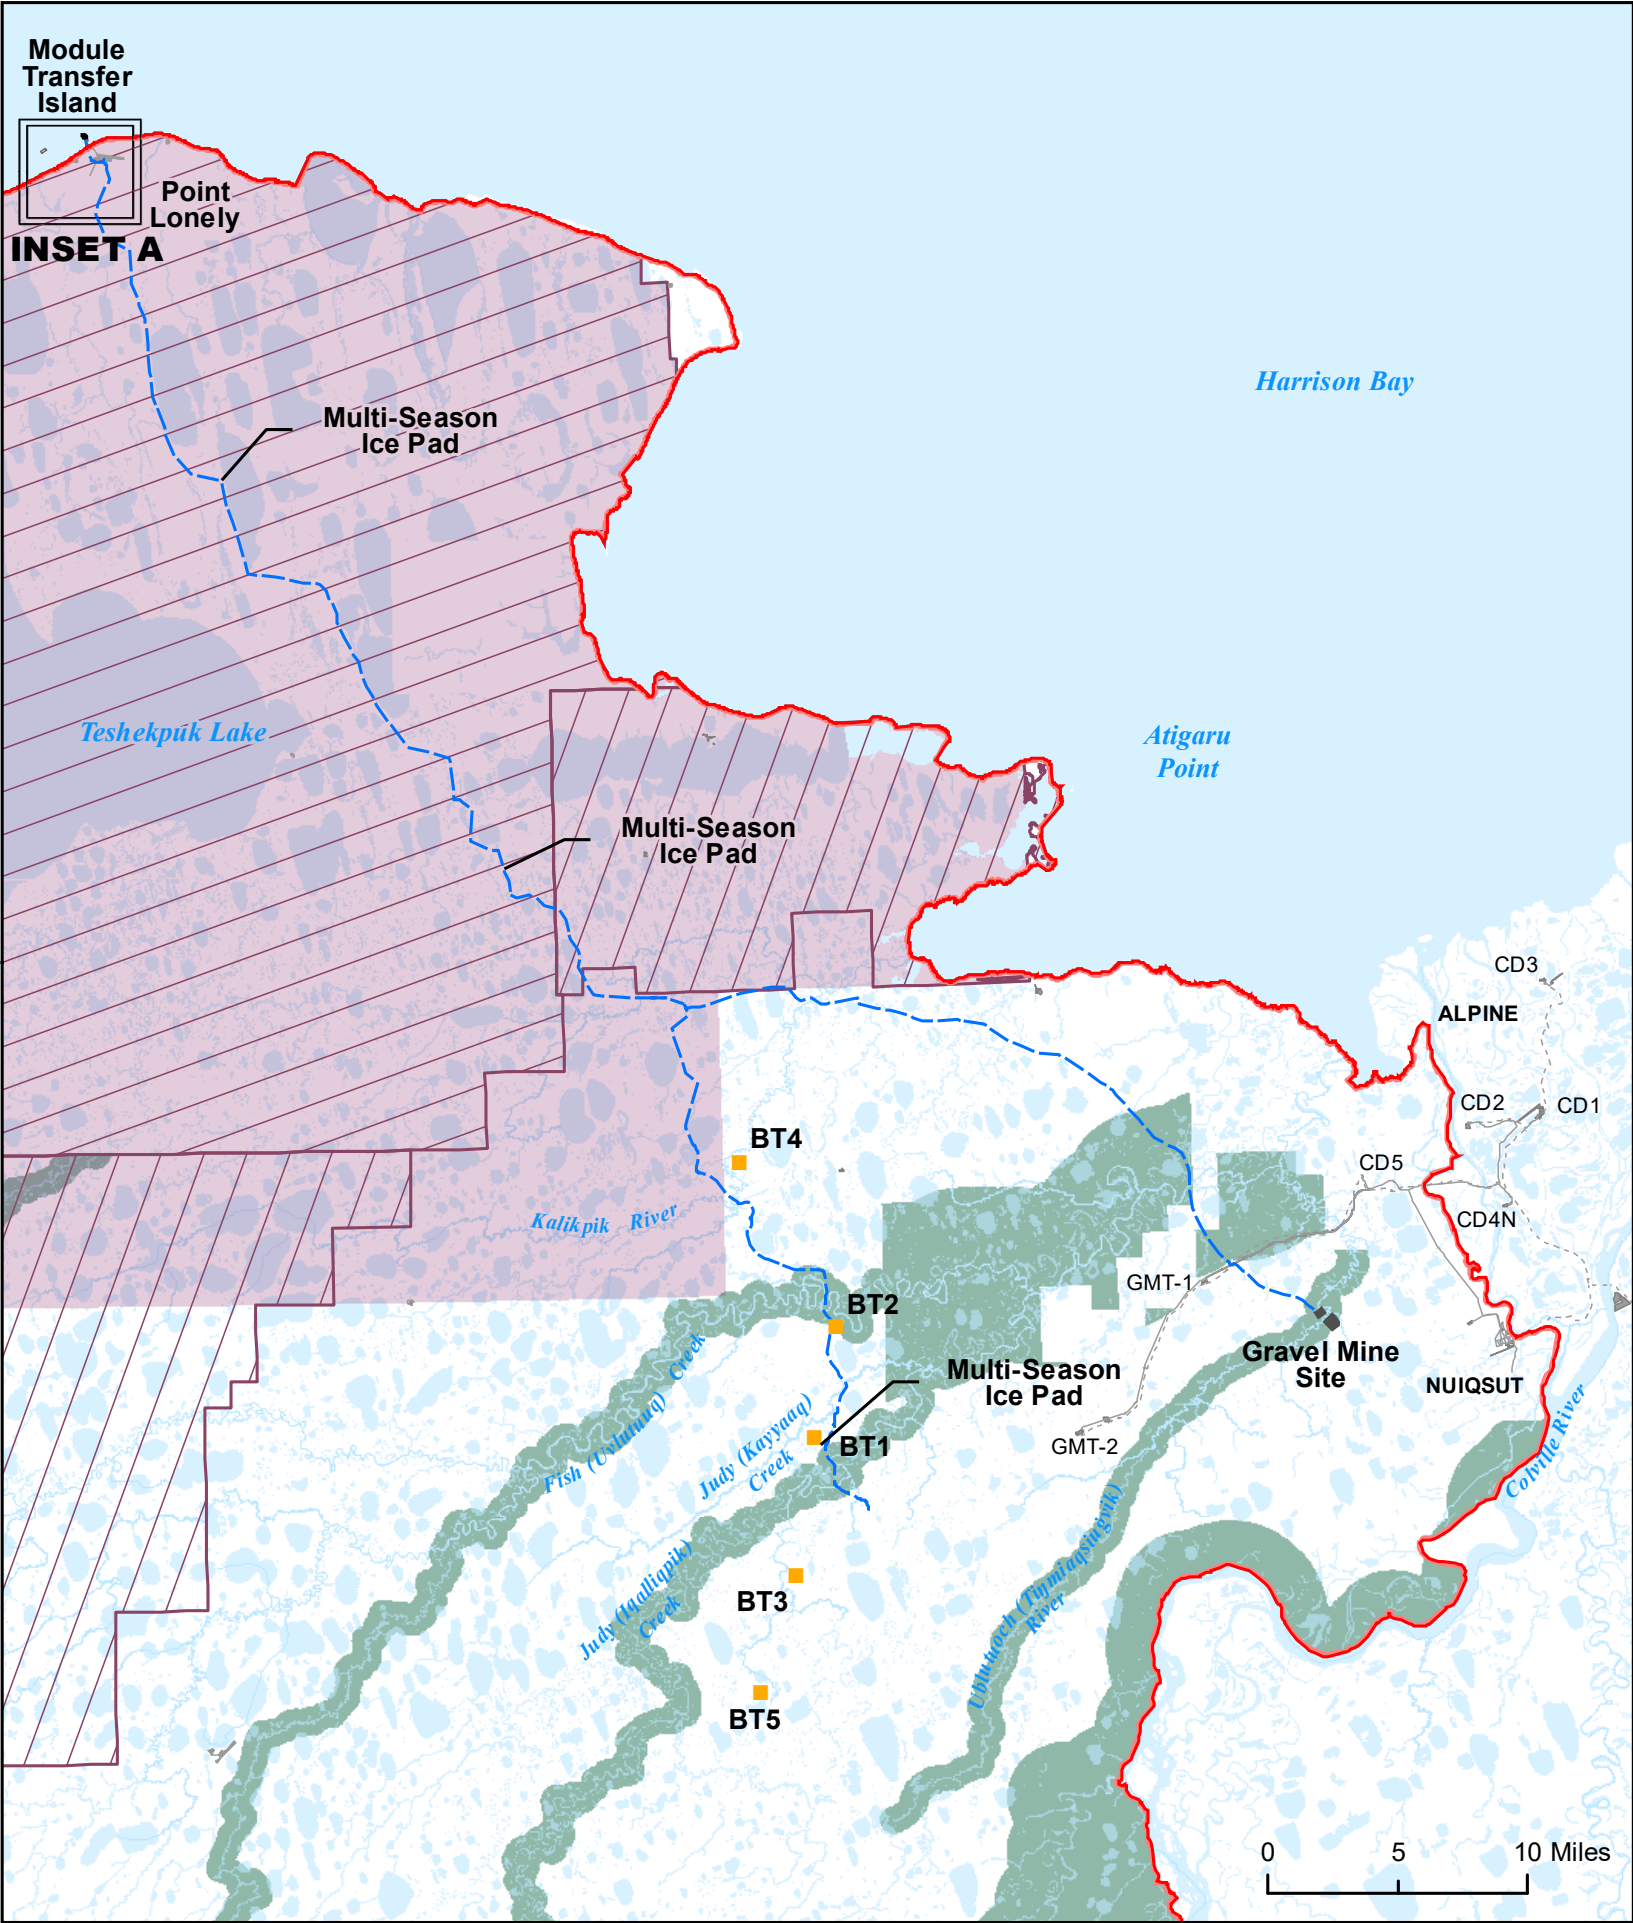 Module
Transfer
Island
Point
Lonely
INSET A
Harrison Bay
Multi-Season
Ice Pad
Teshekpuk Lake
Atigaru
Point
Multi-Season
Ice Pad
CD3
ALPINE
CD2
CD1
BT4
CD5
Kalikpik River
CD4N
GMT-1
BT2
Gravel Mine
Site
Multi-Season
Ice Pad
NUIQSUT
Fish (Uvlutuuq) Creek
Judy (Kayyaaq)
Creek
BT1
GMT-2
Colville River
Judy (Iqalliqpik)
Creek
BT3
Ublutuoch (Tiŋmiaqsiuġvik)
River
BT5
0 5 10 Miles